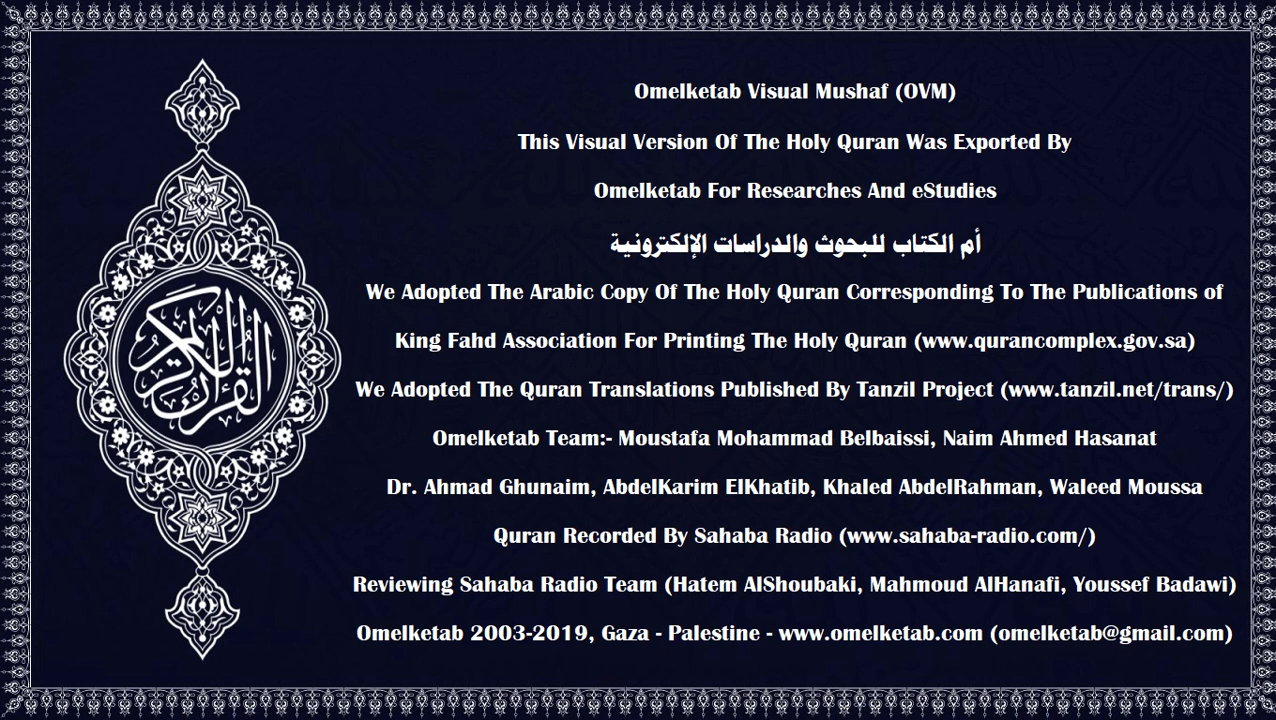 Omelketab Visual Mushaf (OVM)
This Visual Version Of The Holy Quran Was Exported By
Omelketab For Researches And eStudies
أم الكتاب للبحوث والدراسات الإلكترونية
We Adopted The Arabic Copy Of The Holy Quran Corresponding To The Publications of
King Fahd Association For Printing The Holy Quran (www.qurancomplex.gov.sa)
We Adopted The Quran Translations Published By Tanzil Project (www.tanzil.net/trans/)
Omelketab Team:- Moustafa Mohammad Belbaissi, Naim Ahmed Hasanat
Dr. Ahmad Ghunaim, AbdelKarim ElKhatib, Khaled AbdelRahman, Waleed Moussa
Quran Recorded By Sahaba Radio (www.sahaba-radio.com/)
Reviewing Sahaba Radio Team (Hatem AlShoubaki, Mahmoud AlHanafi, Youssef Badawi)
Omelketab 2003-2019, Gaza - Palestine - www.omelketab.com (omelketab@gmail.com)
القرآن الكريم